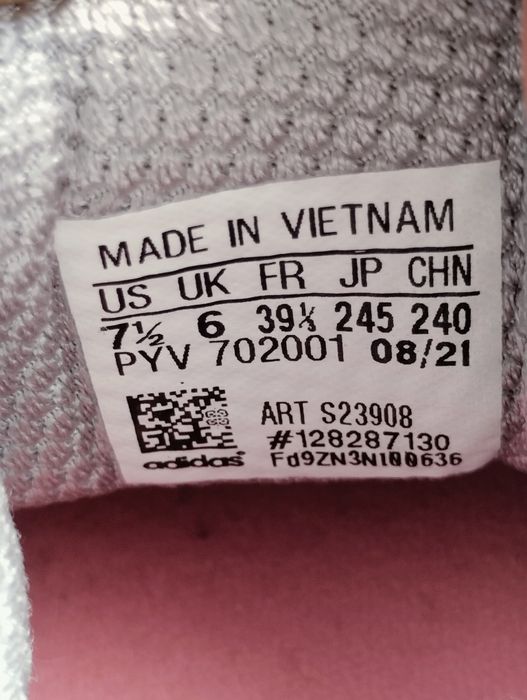 MADE IN VIETNAM
US UK FR JP CHN
7½ 6 39⅓ 245 240
PYV 702001 08/21
ART S23908
#128287130
adidas Fd9ZN3N100636